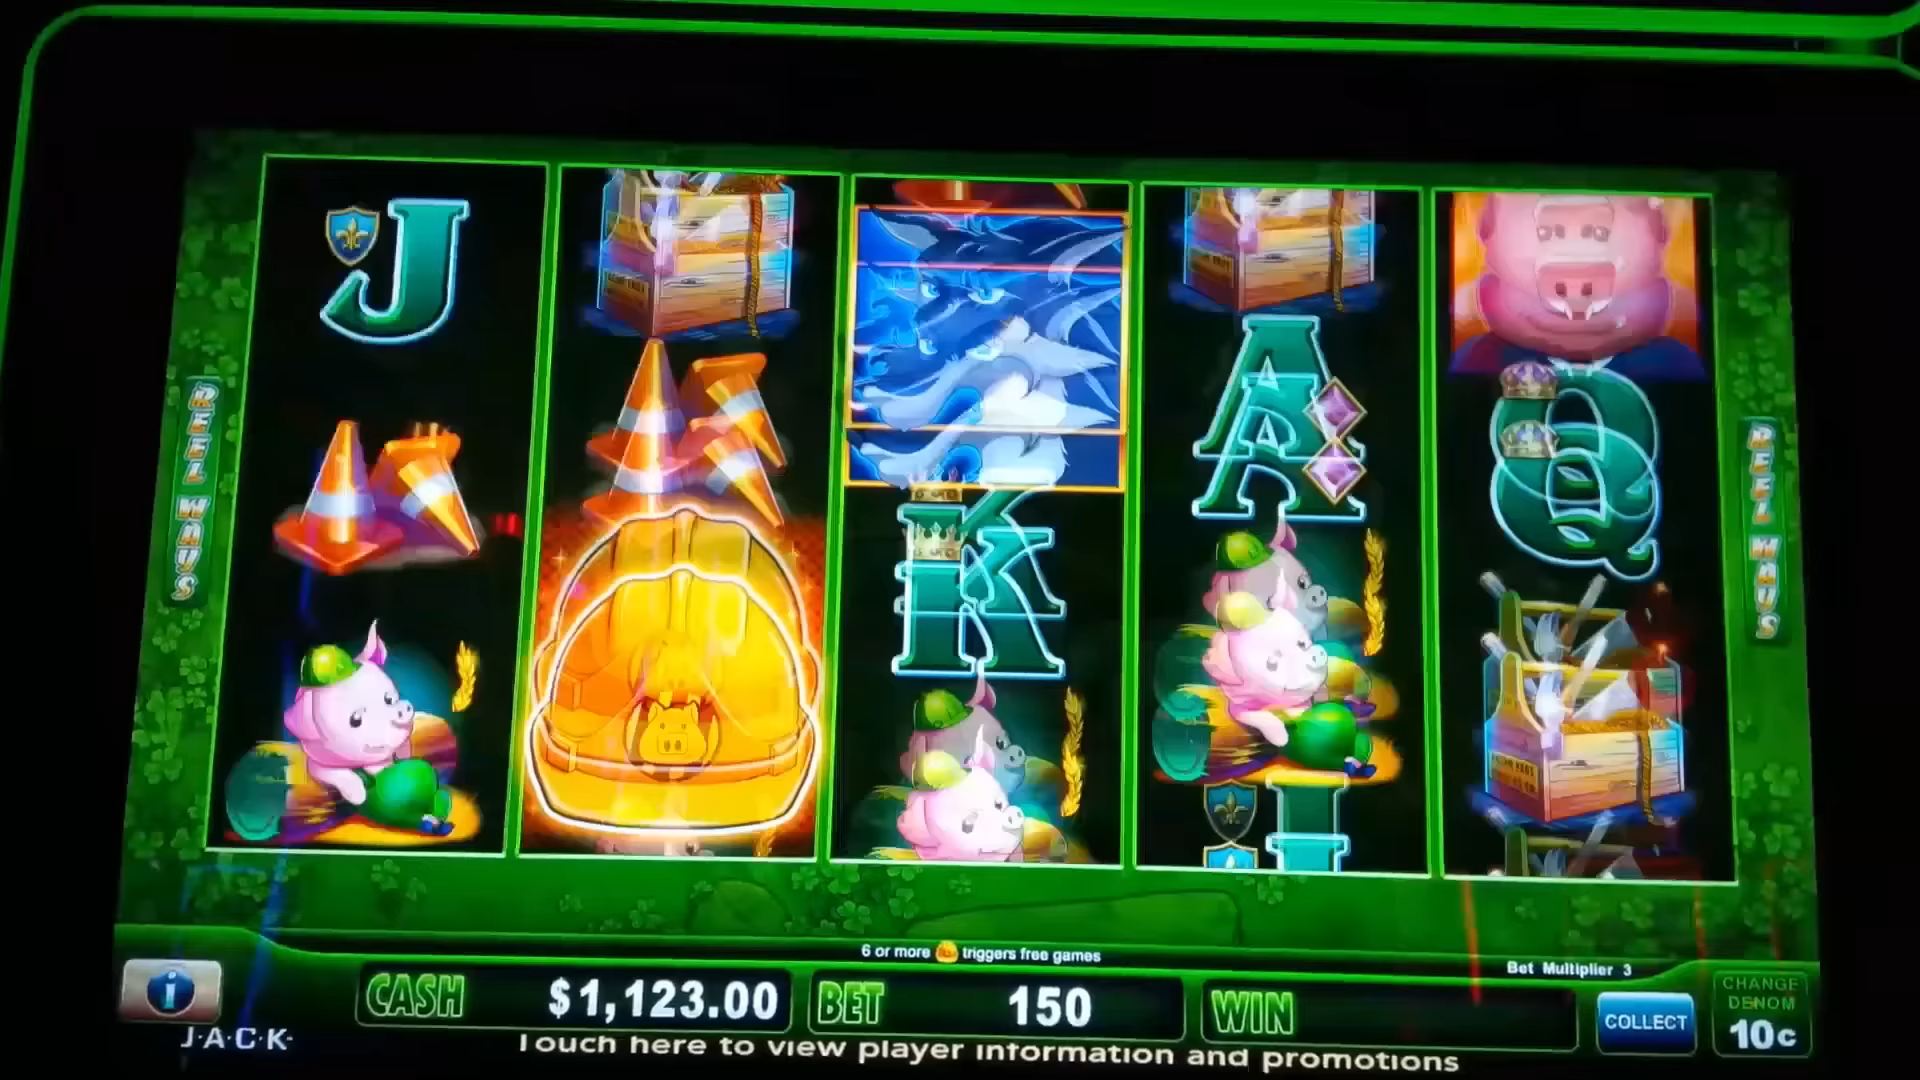 J
A
A
Q
Q
K
K
J
REEL WAYS
REEL WAYS
6 or more triggers free games
Bet Multiplier 3
CASH $1,123.00
BET 150
WIN
COLLECT
CHANGE
DENOM
10¢
J·A·C·K·
Touch here to view player information and promotions